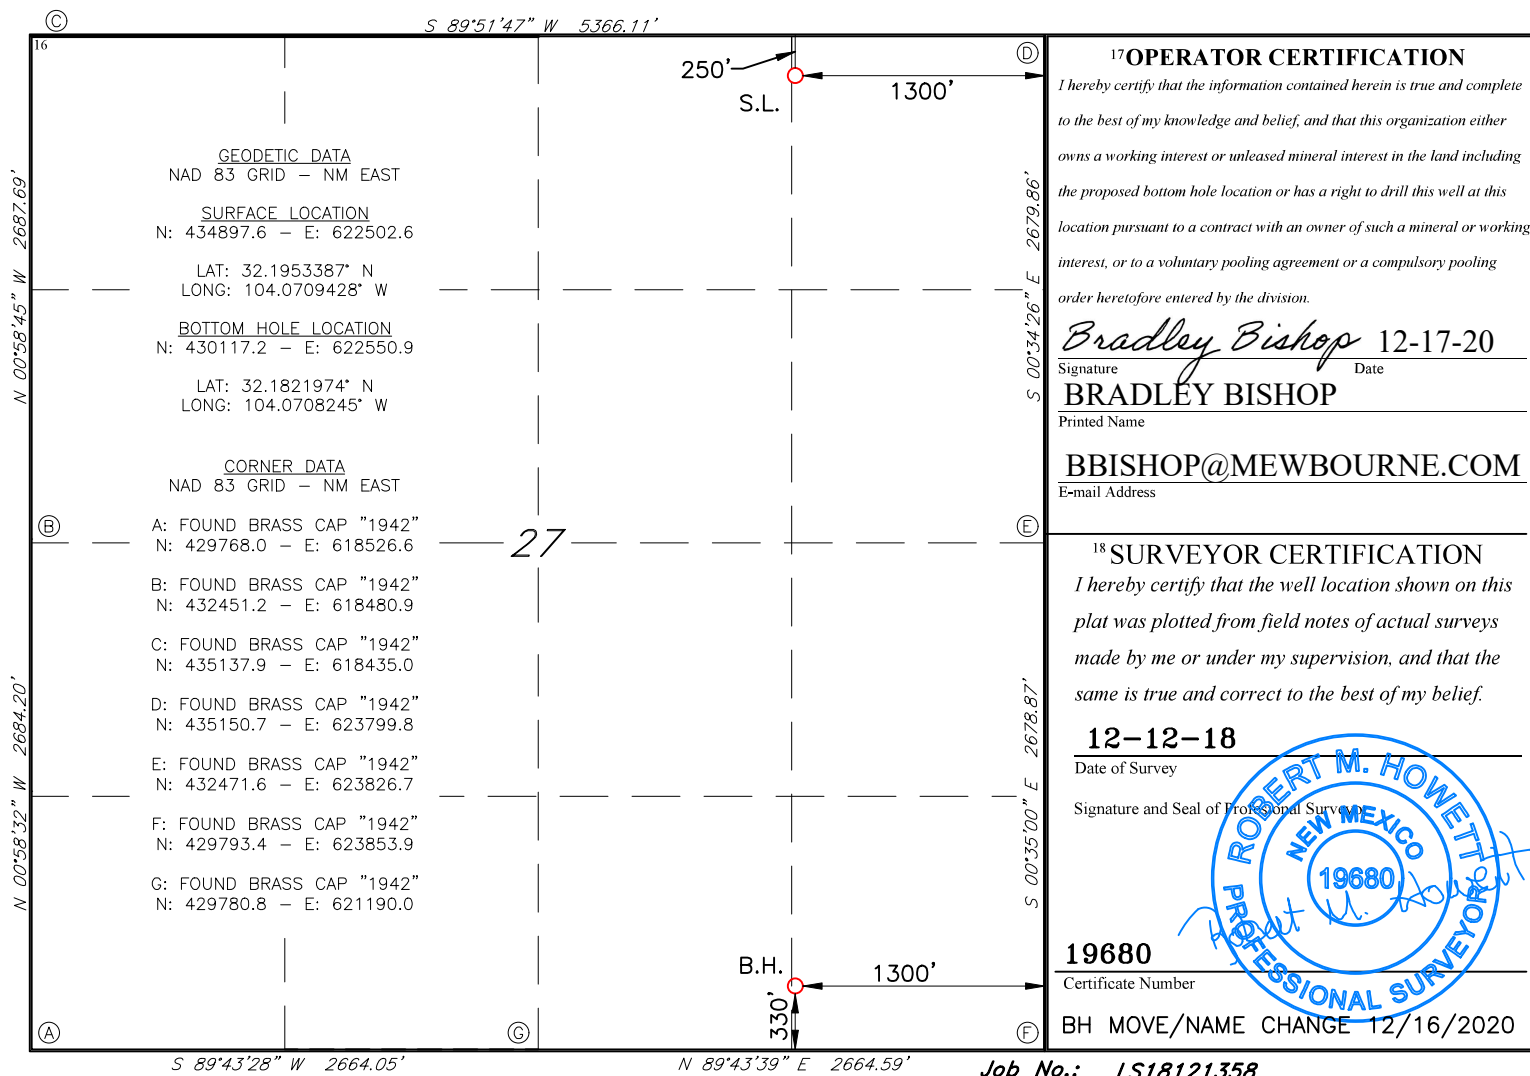 C
S 89°51'47" W 5366.11'
16
250'
S.L.
1300'
D
N 00°58'45" W 2687.69'
GEODETIC DATA
NAD 83 GRID – NM EAST
SURFACE LOCATION
N: 434897.6 – E: 622502.6
LAT: 32.1953387° N
LONG: 104.0709428° W
BOTTOM HOLE LOCATION
N: 430117.2 – E: 622550.9
LAT: 32.1821974° N
LONG: 104.0708245° W
CORNER DATA
NAD 83 GRID – NM EAST
A: FOUND BRASS CAP "1942"
N: 429768.0 – E: 618526.6
B: FOUND BRASS CAP "1942"
N: 432451.2 – E: 618480.9
C: FOUND BRASS CAP "1942"
N: 435137.9 – E: 618435.0
D: FOUND BRASS CAP "1942"
N: 435150.7 – E: 623799.8
E: FOUND BRASS CAP "1942"
N: 432471.6 – E: 623826.7
F: FOUND BRASS CAP "1942"
N: 429793.4 – E: 623853.9
G: FOUND BRASS CAP "1942"
N: 429780.8 – E: 621190.0
B
27
E
S 00°34'26" E 2679.86'
N 00°58'32" W 2684.20'
S 00°35'00" E 2678.87'
B.H.
1300'
330'
A
G
F
S 89°43'28" W 2664.05'
N 89°43'39" E 2664.59'
17 OPERATOR CERTIFICATION
I hereby certify that the information contained herein is true and complete
to the best of my knowledge and belief, and that this organization either
owns a working interest or unleased mineral interest in the land including
the proposed bottom hole location or has a right to drill this well at this
location pursuant to a contract with an owner of such a mineral or working
interest, or to a voluntary pooling agreement or a compulsory pooling
order heretofore entered by the division.
Bradley Bishop 12-17-20
Signature Date
BRADLEY BISHOP
Printed Name
BBISHOP@MEWBOURNE.COM
E-mail Address
18 SURVEYOR CERTIFICATION
I hereby certify that the well location shown on this
plat was plotted from field notes of actual surveys
made by me or under my supervision, and that the
same is true and correct to the best of my belief.
12–12–18
Date of Survey
Signature and Seal of Professional Surveyor
ROBERT M. HOWETT
NEW MEXICO
19680
PROFESSIONAL SURVEYOR
Robert M. Howett
19680
Certificate Number
BH MOVE/NAME CHANGE 12/16/2020
Job No.: LS18121358